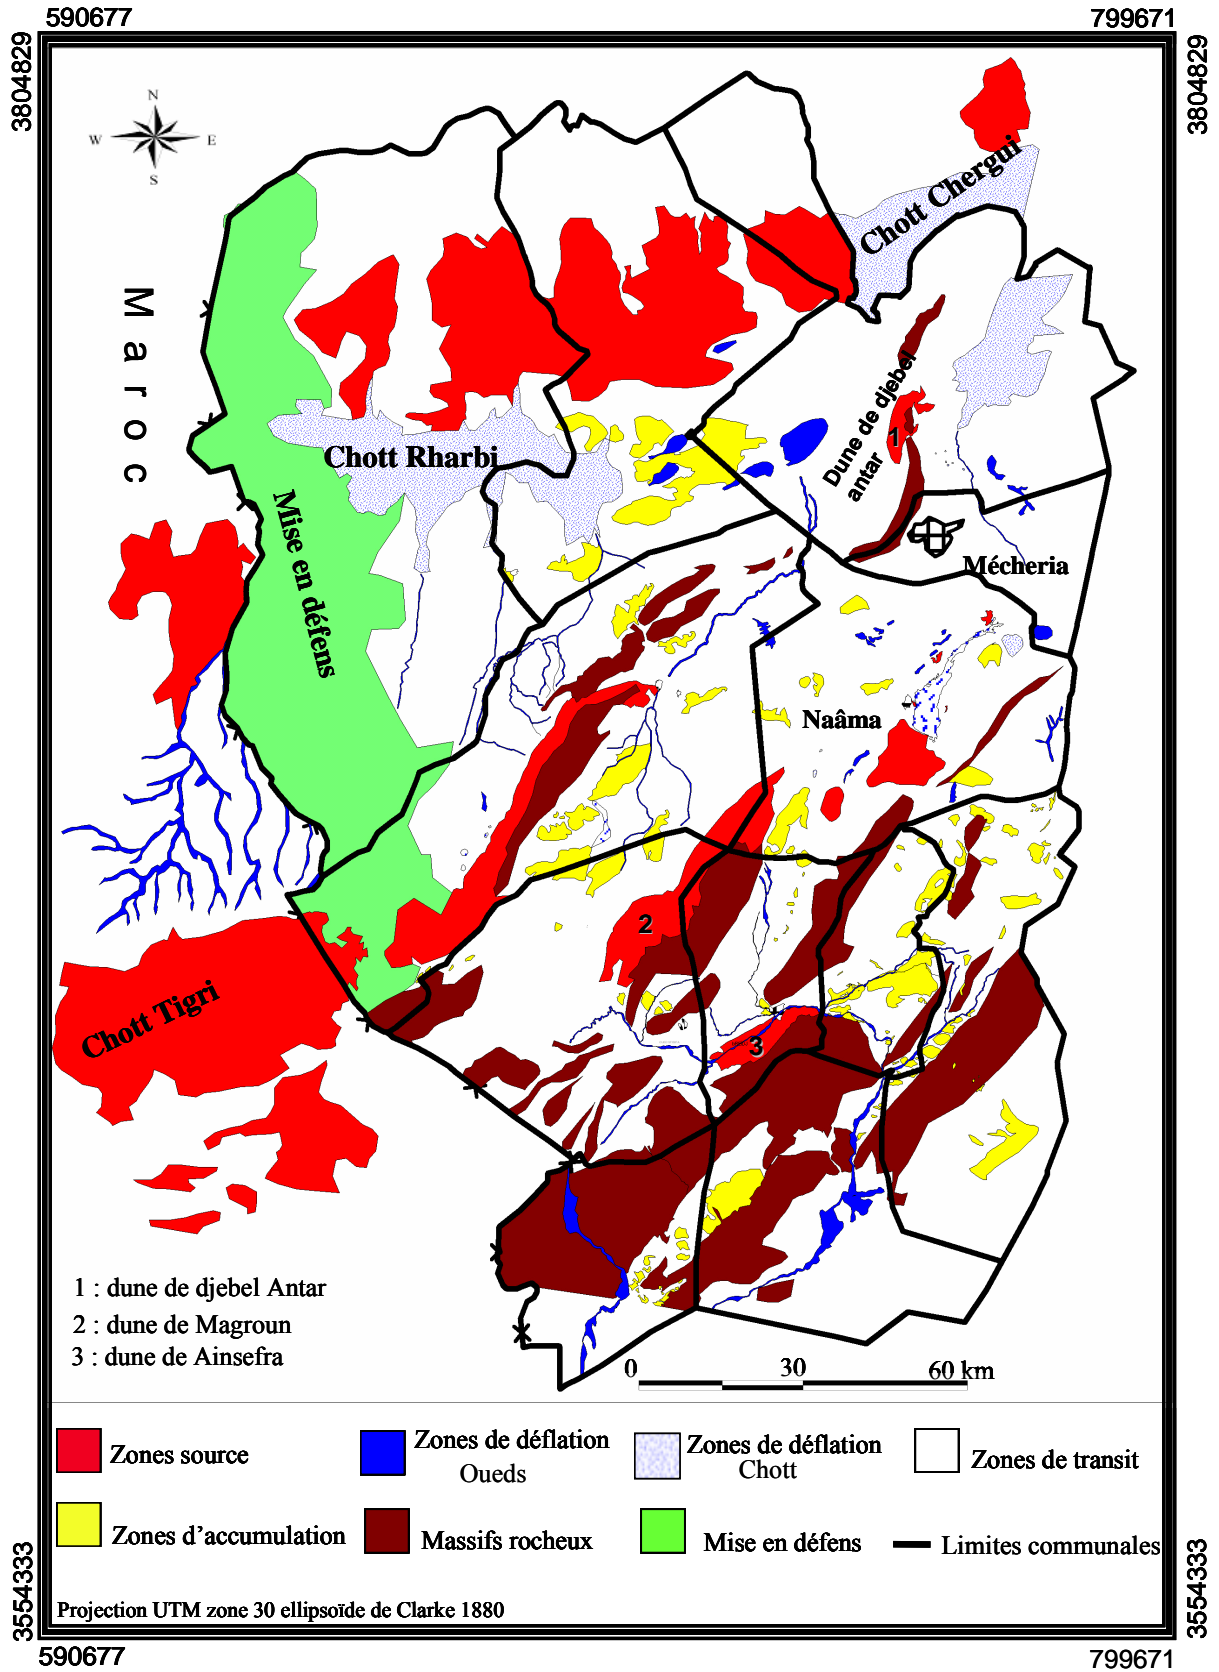 590677
799671
3804829
3804829
N
W
E
S
Maroc
Chott Chergui
Dune de djebel
antar
1
Chott Rharbi
Mise en défens
Mécheria
Naâma
2
3
Chott Tigri
1 : dune de djebel Antar
2 : dune de Magroun
3 : dune de Ainsefra
0 30 60 km
Zones source
Zones de déflation
Oueds
Zones de déflation
Chott
Zones de transit
Zones d'accumulation
Massifs rocheux
Mise en défens
Limites communales
Projection UTM zone 30 ellipsoïde de Clarke 1880
3554333
3554333
590677
799671